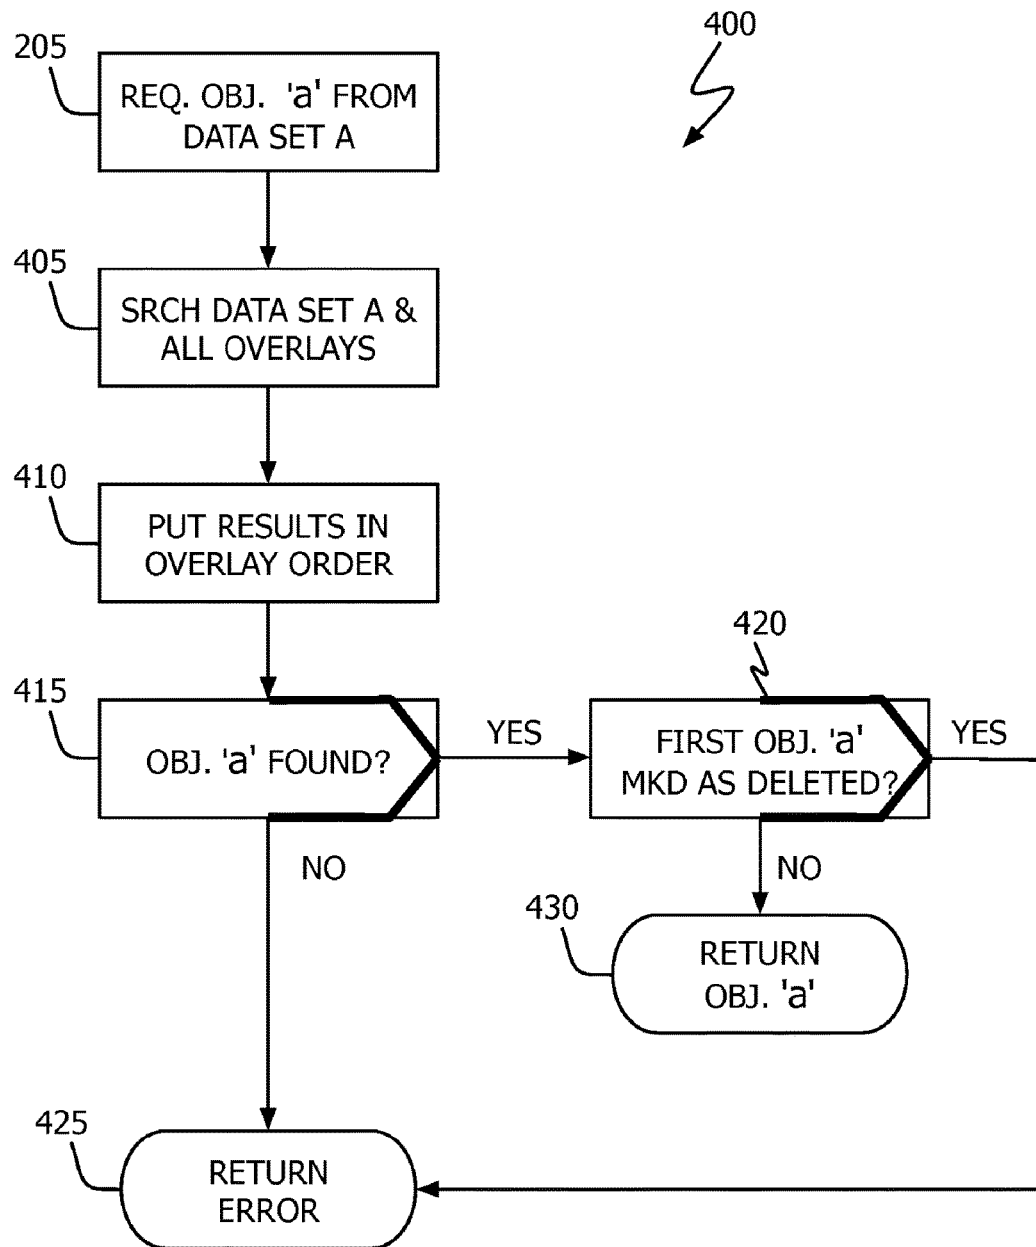 400
205
REQ. OBJ. 'a' FROM
DATA SET A
405
SRCH DATA SET A &
ALL OVERLAYS
410
PUT RESULTS IN
OVERLAY ORDER
415
OBJ. 'a' FOUND?
YES
420
FIRST OBJ. 'a'
MKD AS DELETED?
YES
NO
NO
430
RETURN
OBJ. 'a'
425
RETURN
ERROR